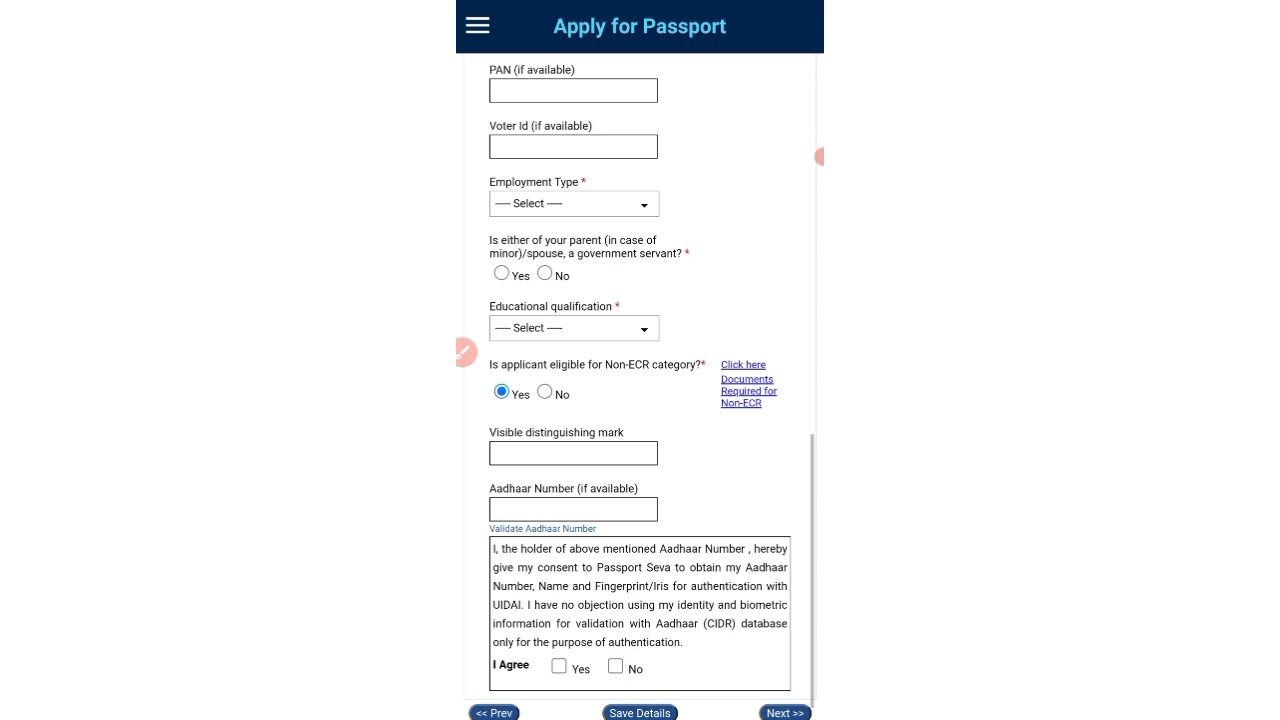 Apply for Passport
PAN (if available)
Voter Id (if available)
Employment Type *
----- Select -----
Is either of your parent (in case of
minor)/spouse, a government servant? *
Yes No
Educational qualification *
----- Select -----
Is applicant eligible for Non-ECR category?* Click here
Documents
Required for
Non-ECR
Yes No
Visible distinguishing mark
Aadhaar Number (if available)
Validate Aadhaar Number
I, the holder of above mentioned Aadhaar Number , hereby
give my consent to Passport Seva to obtain my Aadhaar
Number, Name and Fingerprint/Iris for authentication with
UIDAI. I have no objection using my identity and biometric
information for validation with Aadhaar (CIDR) database
only for the purpose of authentication.
I Agree Yes No
<< Prev Save Details Next >>